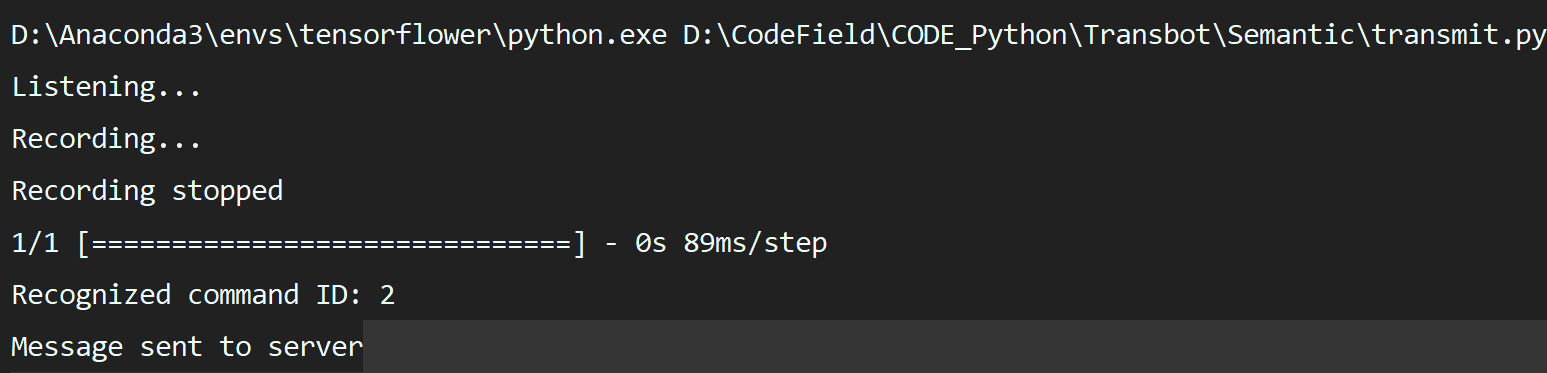 D:\Anaconda3\envs\tensorflower\python.exe D:\CodeField\CODE_Python\Transbot\Semantic\transmit.py
Listening...
Recording...
Recording stopped
1/1 [==============================] - 0s 89ms/step
Recognized command ID: 2
Message sent to server